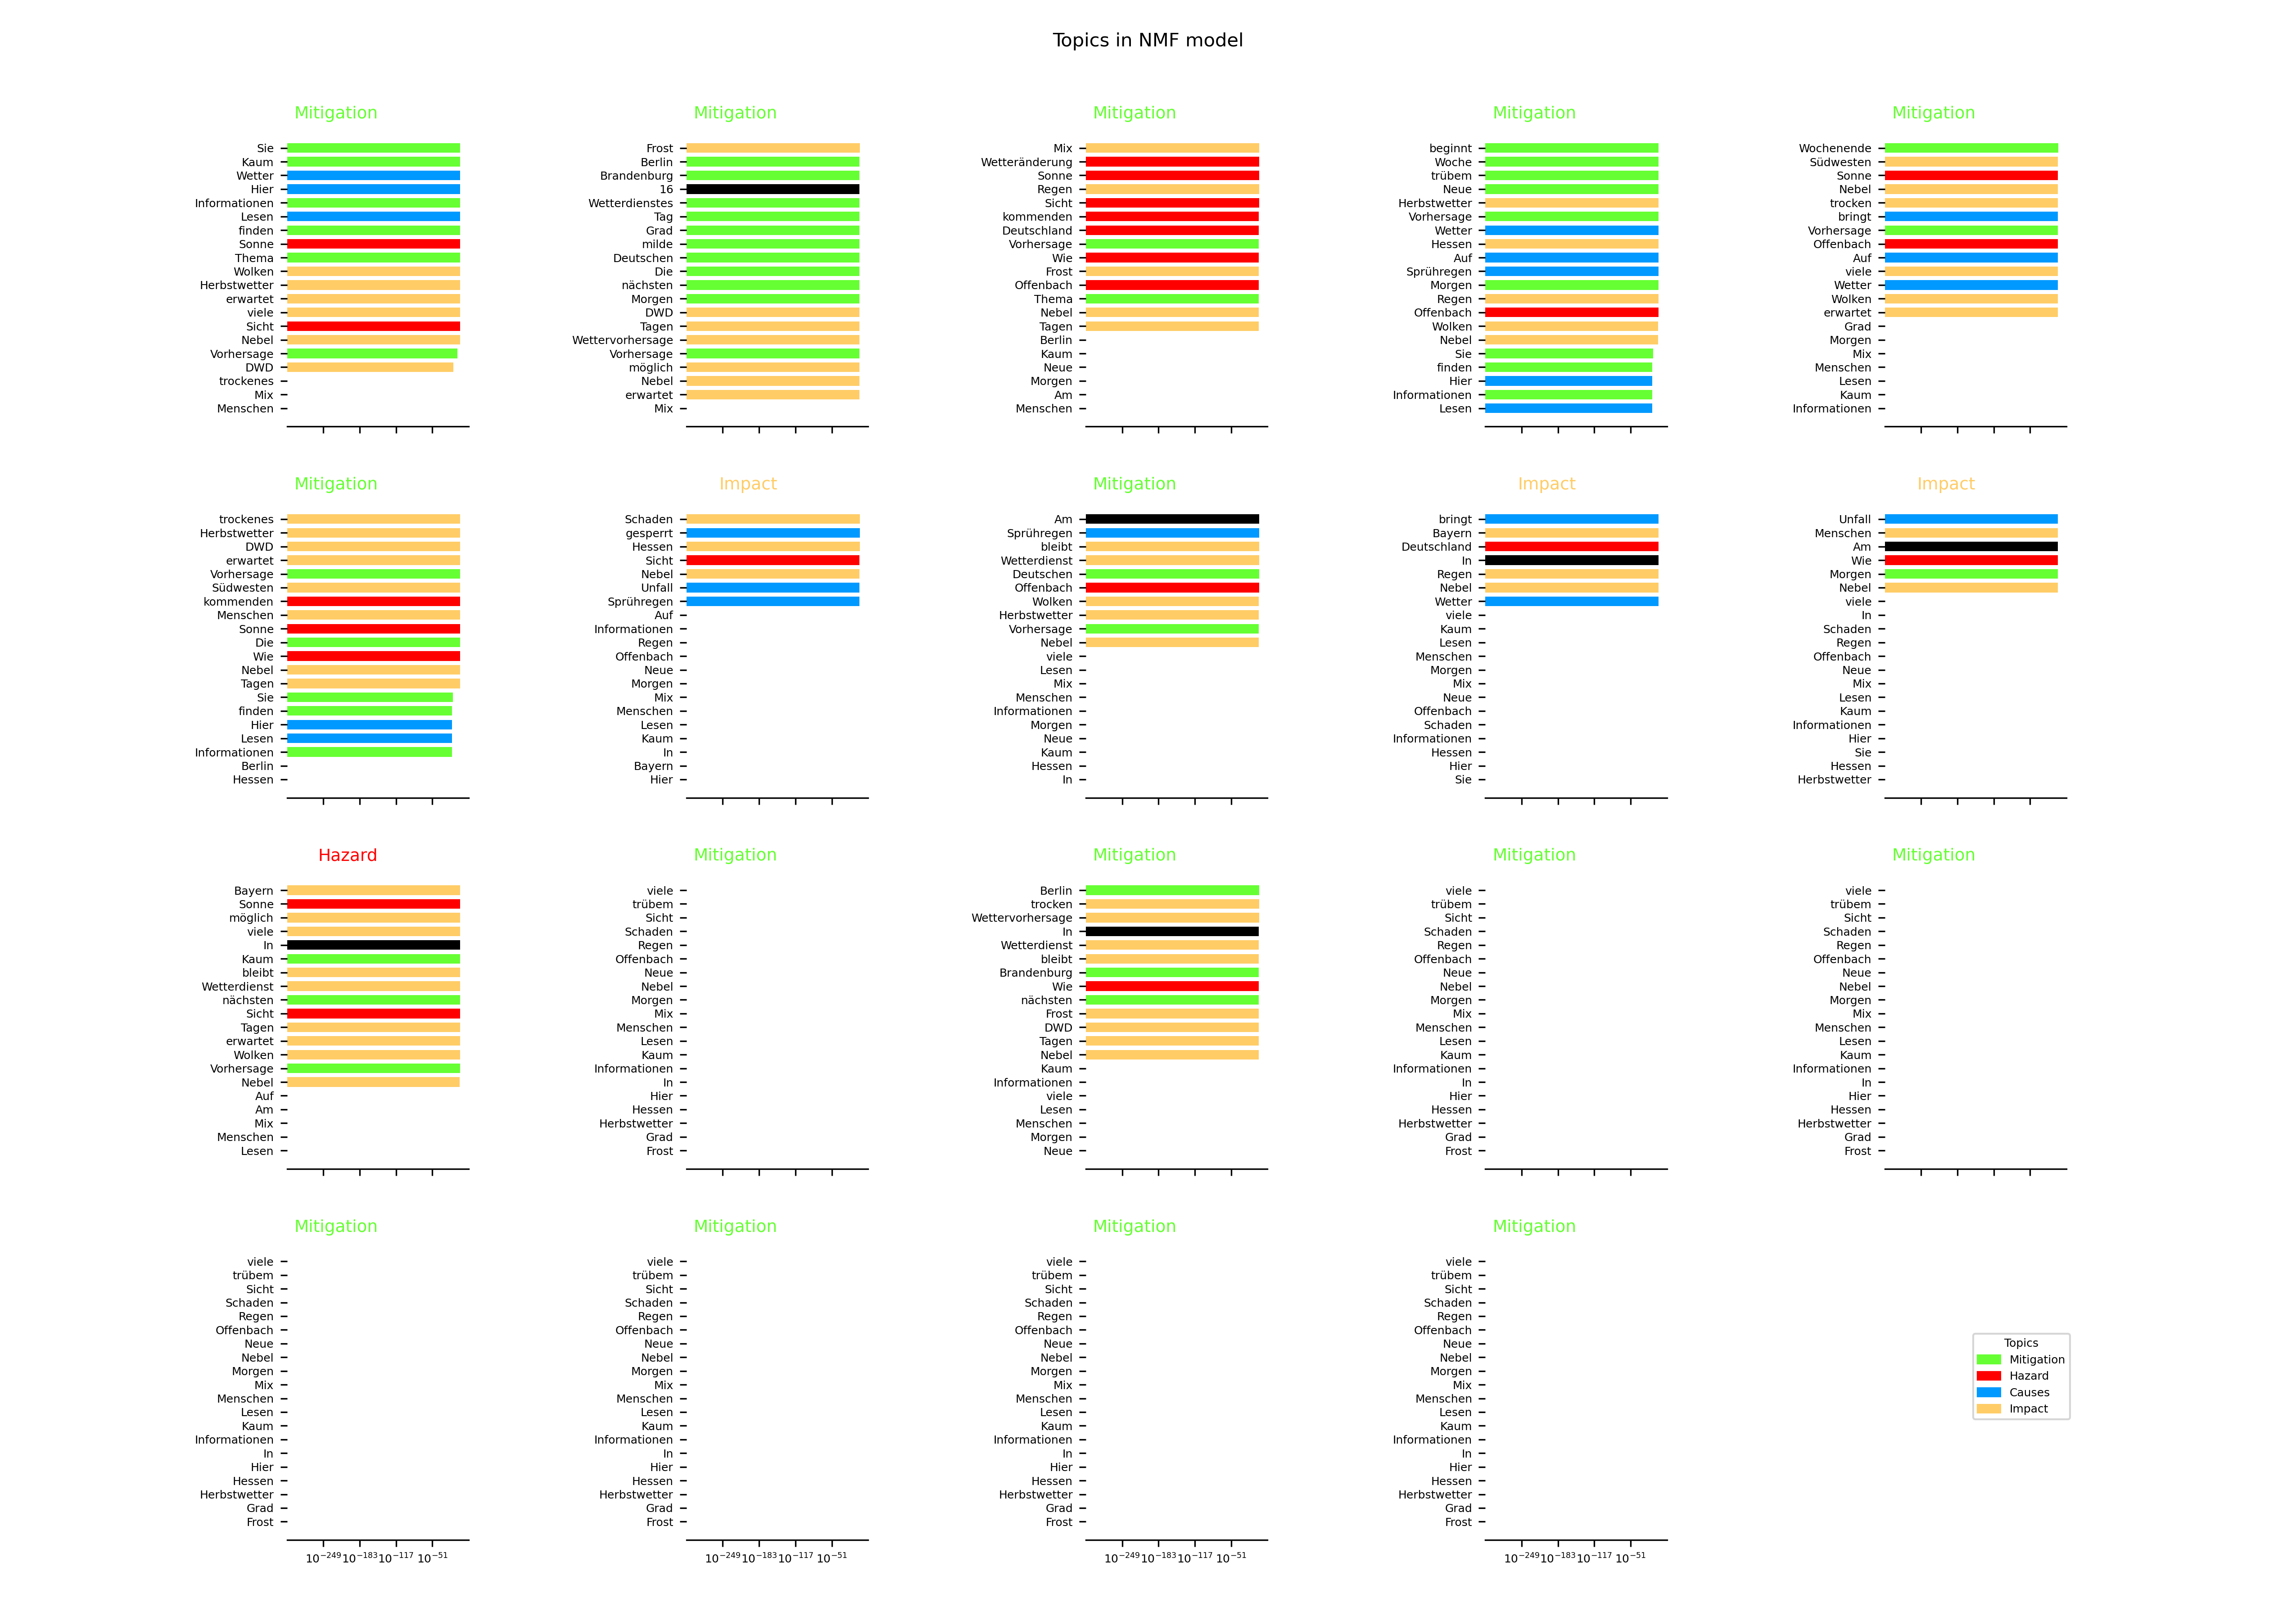 Topics in NMF model
Mitigation
Sie
Kaum
Wetter
Hier
Informationen
Lesen
finden
Sonne
Thema
Wolken
Herbstwetter
erwartet
viele
Sicht
Nebel
Vorhersage
DWD
trockenes
Mix
Menschen
Mitigation
Frost
Berlin
Brandenburg
16
Wetterdienstes
Tag
Grad
milde
Deutschen
Die
nächsten
Morgen
DWD
Tagen
Wettervorhersage
Vorhersage
möglich
Nebel
erwartet
Mix
Mitigation
Mix
Wetteränderung
Sonne
Regen
Sicht
kommenden
Deutschland
Vorhersage
Wie
Frost
Offenbach
Thema
Nebel
Tagen
Berlin
Kaum
Neue
Morgen
Am
Menschen
Mitigation
beginnt
Woche
trübem
Neue
Herbstwetter
Vorhersage
Wetter
Hessen
Auf
Sprühregen
Morgen
Regen
Offenbach
Wolken
Nebel
Sie
finden
Hier
Informationen
Lesen
Mitigation
Wochenende
Südwesten
Sonne
Nebel
trocken
bringt
Vorhersage
Offenbach
Auf
viele
Wetter
Wolken
erwartet
Grad
Morgen
Mix
Menschen
Lesen
Kaum
Informationen
Mitigation
trockenes
Herbstwetter
DWD
erwartet
Vorhersage
Südwesten
kommenden
Menschen
Sonne
Die
Wie
Nebel
Tagen
Sie
finden
Hier
Lesen
Informationen
Berlin
Hessen
Impact
Schaden
gesperrt
Hessen
Sicht
Nebel
Unfall
Sprühregen
Auf
Informationen
Regen
Offenbach
Neue
Morgen
Mix
Menschen
Lesen
Kaum
In
Bayern
Hier
Mitigation
Am
Sprühregen
bleibt
Wetterdienst
Deutschen
Offenbach
Wolken
Herbstwetter
Vorhersage
Nebel
viele
Lesen
Mix
Menschen
Informationen
Morgen
Neue
Kaum
Hessen
In
Impact
bringt
Bayern
Deutschland
In
Regen
Nebel
Wetter
viele
Kaum
Lesen
Menschen
Morgen
Mix
Neue
Offenbach
Schaden
Informationen
Hessen
Hier
Sie
Impact
Unfall
Menschen
Am
Wie
Morgen
Nebel
viele
In
Schaden
Regen
Offenbach
Neue
Mix
Lesen
Kaum
Informationen
Hier
Sie
Hessen
Herbstwetter
Hazard
Bayern
Sonne
möglich
viele
In
Kaum
bleibt
Wetterdienst
nächsten
Sicht
Tagen
erwartet
Wolken
Vorhersage
Nebel
Auf
Am
Mix
Menschen
Lesen
Mitigation
viele
trübem
Sicht
Schaden
Regen
Offenbach
Neue
Nebel
Morgen
Mix
Menschen
Lesen
Kaum
Informationen
In
Hier
Hessen
Herbstwetter
Grad
Frost
Mitigation
Berlin
trocken
Wettervorhersage
In
Wetterdienst
bleibt
Brandenburg
Wie
nächsten
Frost
DWD
Tagen
Nebel
Kaum
Informationen
viele
Lesen
Menschen
Morgen
Neue
Mitigation
viele
trübem
Sicht
Schaden
Regen
Offenbach
Neue
Nebel
Morgen
Mix
Menschen
Lesen
Kaum
Informationen
In
Hier
Hessen
Herbstwetter
Grad
Frost
Mitigation
viele
trübem
Sicht
Schaden
Regen
Offenbach
Neue
Nebel
Morgen
Mix
Menschen
Lesen
Kaum
Informationen
In
Hier
Hessen
Herbstwetter
Grad
Frost
Mitigation
viele
trübem
Sicht
Schaden
Regen
Offenbach
Neue
Nebel
Morgen
Mix
Menschen
Lesen
Kaum
Informationen
In
Hier
Hessen
Herbstwetter
Grad
Frost
10⁻²⁴⁹ 10⁻¹⁸³ 10⁻¹¹⁷ 10⁻⁵¹
Mitigation
viele
trübem
Sicht
Schaden
Regen
Offenbach
Neue
Nebel
Morgen
Mix
Menschen
Lesen
Kaum
Informationen
In
Hier
Hessen
Herbstwetter
Grad
Frost
10⁻²⁴⁹ 10⁻¹⁸³ 10⁻¹¹⁷ 10⁻⁵¹
Mitigation
viele
trübem
Sicht
Schaden
Regen
Offenbach
Neue
Nebel
Morgen
Mix
Menschen
Lesen
Kaum
Informationen
In
Hier
Hessen
Herbstwetter
Grad
Frost
10⁻²⁴⁹ 10⁻¹⁸³ 10⁻¹¹⁷ 10⁻⁵¹
Mitigation
viele
trübem
Sicht
Schaden
Regen
Offenbach
Neue
Nebel
Morgen
Mix
Menschen
Lesen
Kaum
Informationen
In
Hier
Hessen
Herbstwetter
Grad
Frost
10⁻²⁴⁹ 10⁻¹⁸³ 10⁻¹¹⁷ 10⁻⁵¹
Topics
Mitigation
Hazard
Causes
Impact